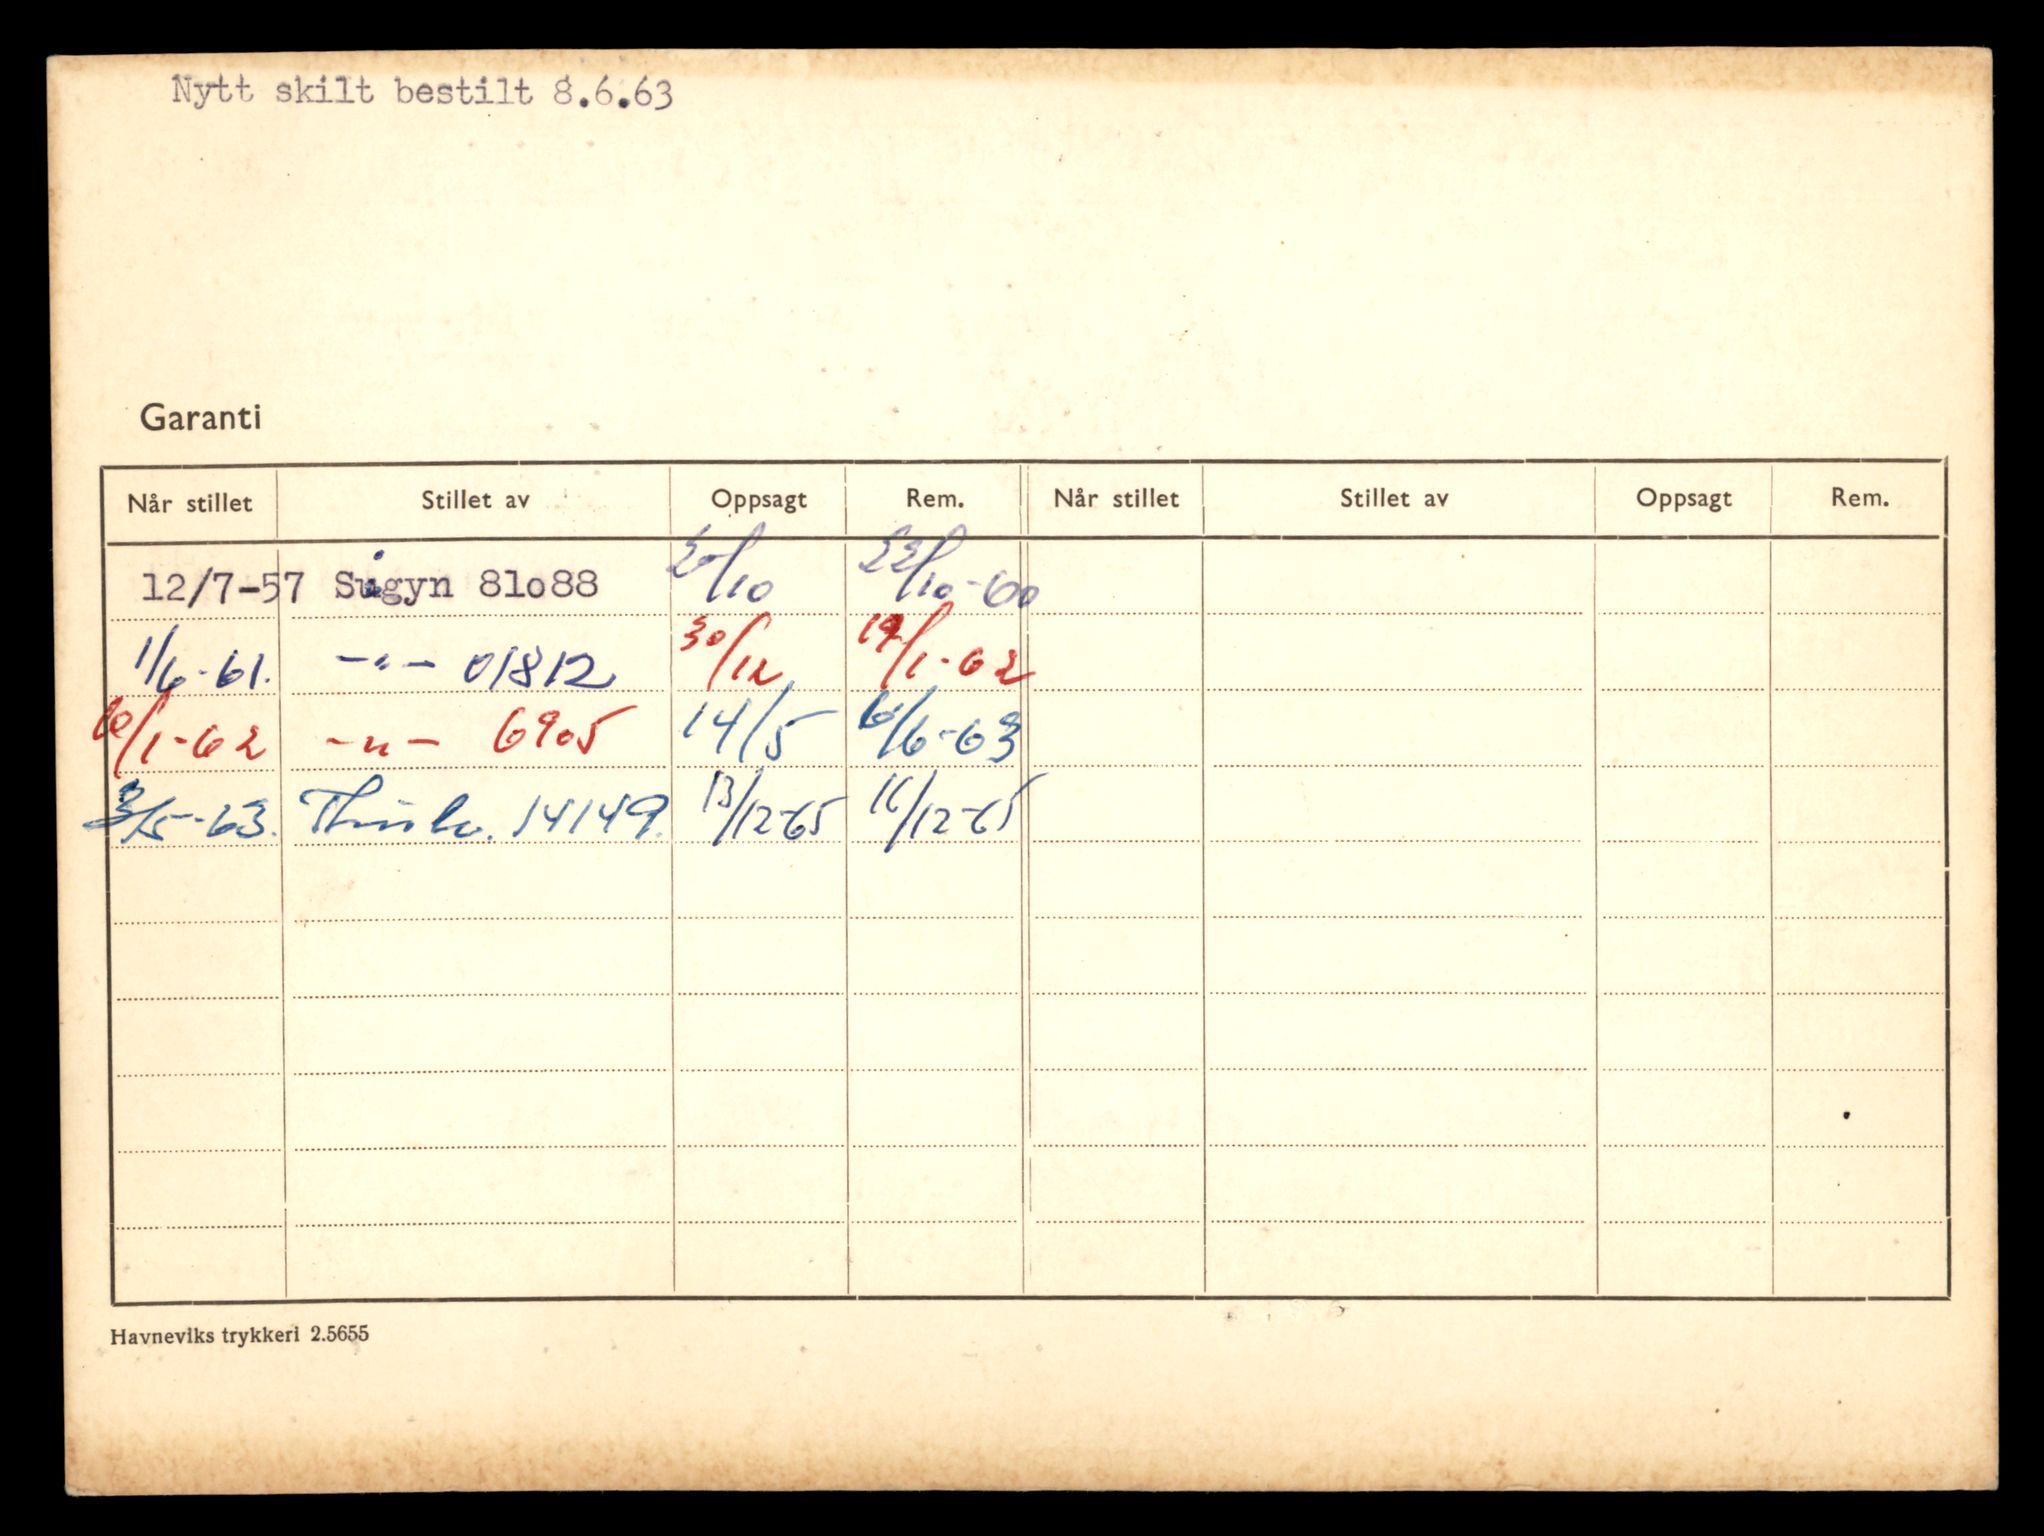 Nytt skilt bestilt 8.6.63
Garanti
Når stillet Stillet av Oppsagt Rem. Når stillet Stillet av Oppsagt Rem.
12/7-57 Sigyn 81o88 20/10 22/10-60
1/6-61. -"- 01812 30/12 19/1-62
10/1-62 -"- 6905 14/5 6/6-63
3/5-63. 14149. 13/12-65 16/12-65
Havneviks trykkeri 2.5655